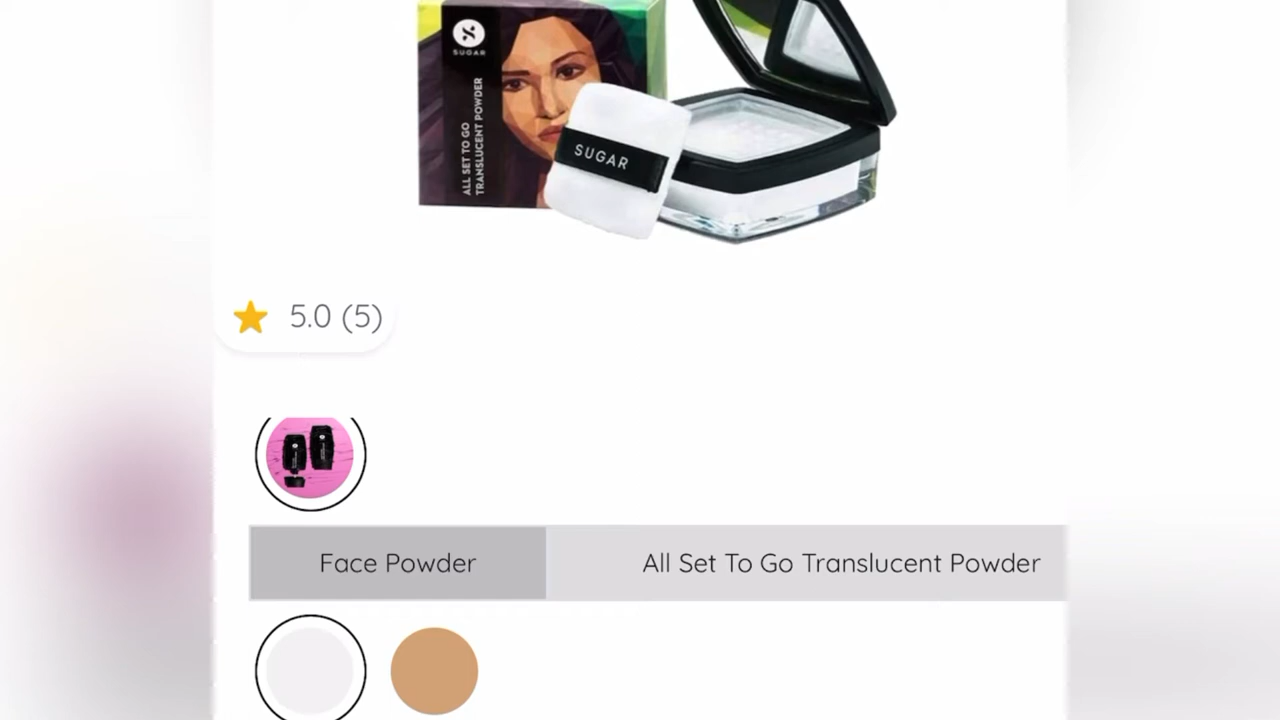 SUGAR
ALL SET TO GO
TRANSLUCENT POWDER
SUGAR
5.0 (5)
Face Powder
All Set To Go Translucent Powder